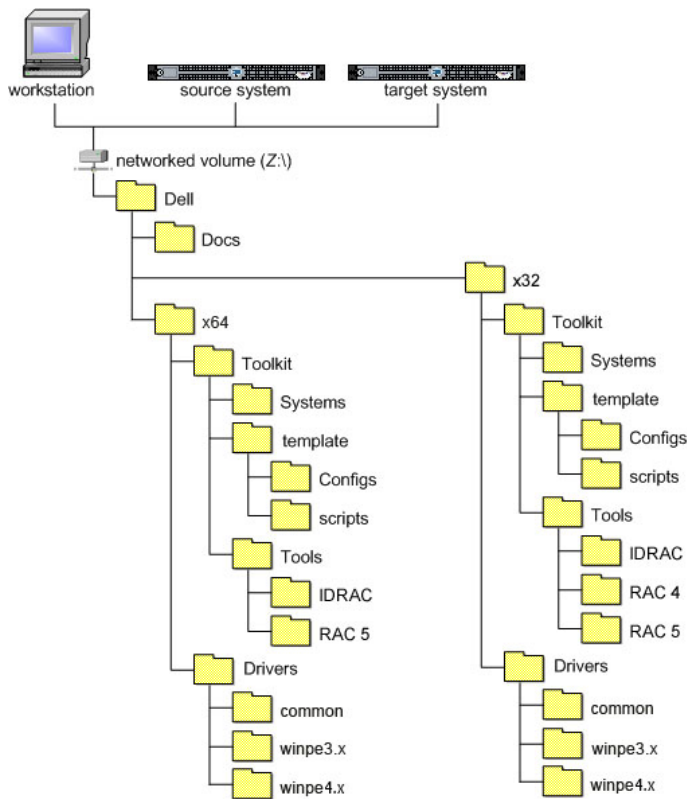 workstation
source system
target system
networked volume (Z:\)
Dell
Docs
x64
Toolkit
Systems
template
Configs
scripts
Tools
IDRAC
RAC 5
Drivers
common
winpe3.x
winpe4.x
x32
Toolkit
Systems
template
Configs
scripts
Tools
IDRAC
RAC 4
RAC 5
Drivers
common
winpe3.x
winpe4.x